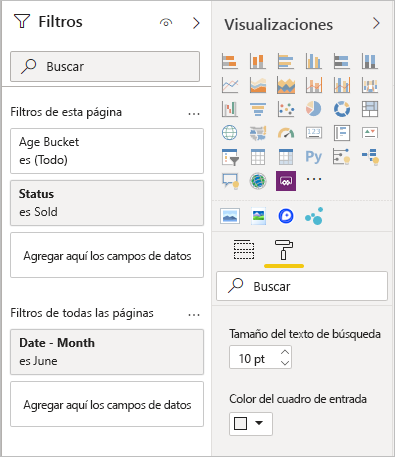 Filtros
Buscar
Filtros de esta página
Age Bucket
es (Todo)
Status
es Sold
Agregar aquí los campos de datos
Filtros de todas las páginas
Date - Month
es June
Agregar aquí los campos de datos
Visualizaciones
123
R
Py
Buscar
Tamaño del texto de búsqueda
10 pt
Color del cuadro de entrada